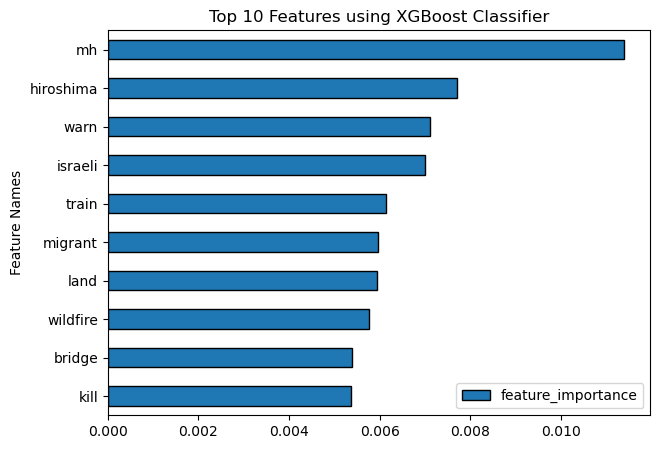 Top 10 Features using XGBoost Classifier
Feature Names
mh
hiroshima
warn
israeli
train
migrant
land
wildfire
bridge
kill
feature_importance
0.000 0.002 0.004 0.006 0.008 0.010